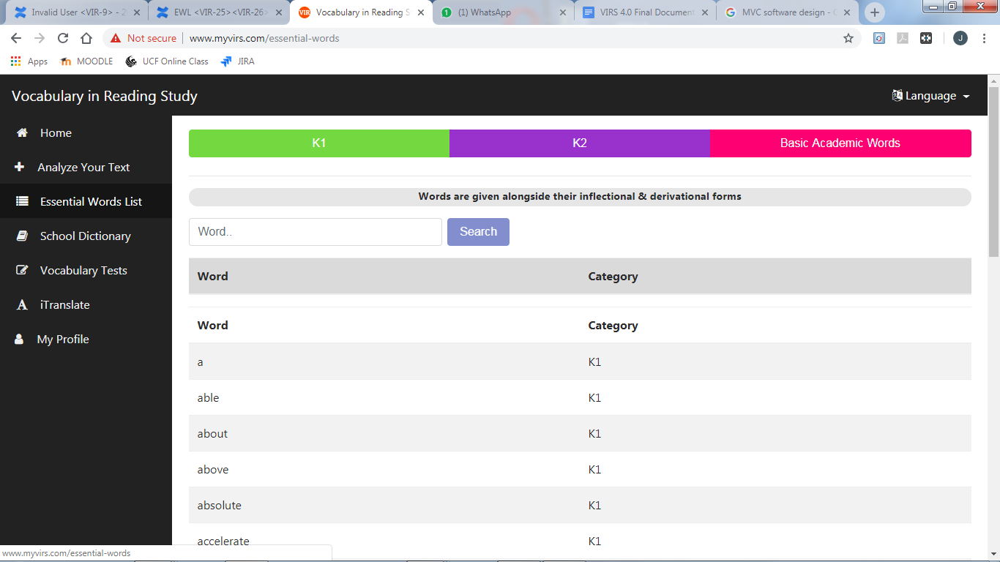 Invalid User <VIR-9> - 2
EWL <VIR-25><VIR-26>
VIR Vocabulary in Reading S
1 (1) WhatsApp
VIRS 4.0 Final Document
MVC software design - G
Not secure www.myvirs.com/essential-words
J
Apps MOODLE UCF Online Class JIRA
Vocabulary in Reading Study
Language
Home
Analyze Your Text
Essential Words List
School Dictionary
Vocabulary Tests
iTranslate
My Profile
K1 K2 Basic Academic Words
Words are given alongside their inflectional & derivational forms
Word.. Search
Word Category
Word Category
a K1
able K1
about K1
above K1
absolute K1
accelerate K1
www.myvirs.com/essential-words